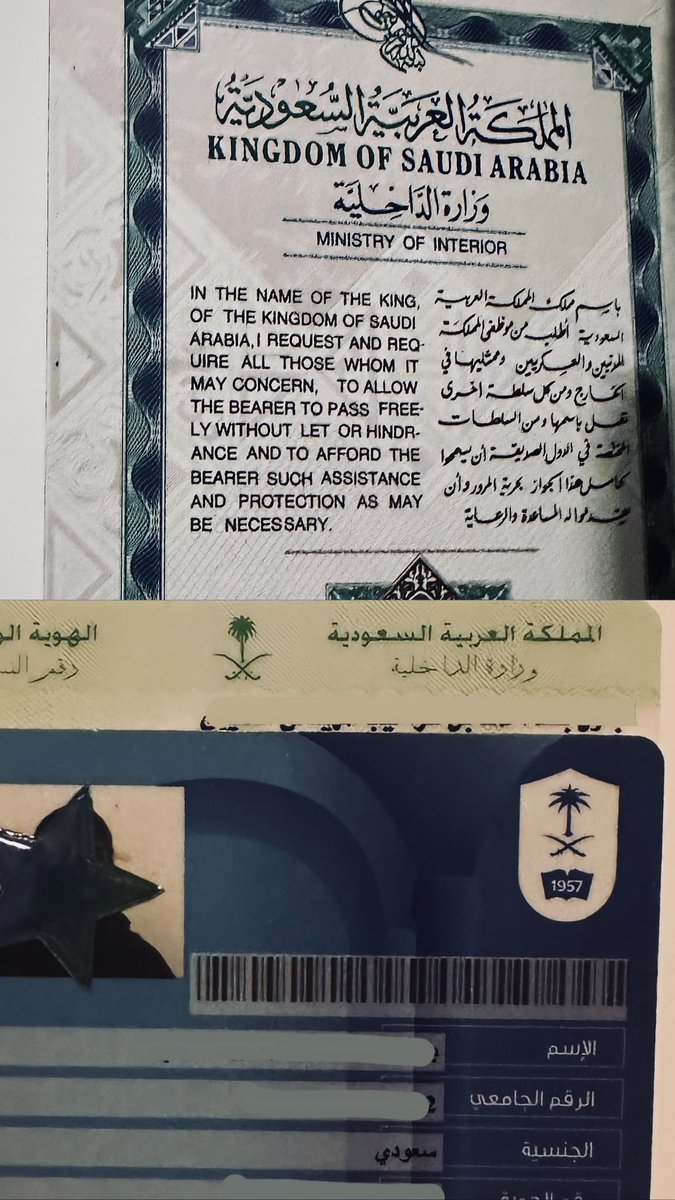 المملكة العربية السعودية
KINGDOM OF SAUDI ARABIA
وزارة الداخلية
MINISTRY OF INTERIOR
IN THE NAME OF THE KING,
OF THE KINGDOM OF SAUDI
ARABIA, I REQUEST AND REQ-
UIRE ALL THOSE WHOM IT
MAY CONCERN, TO ALLOW
THE BEARER TO PASS FREE-
LY WITHOUT LET OR HINDR-
ANCE AND TO AFFORD THE
BEARER SUCH ASSISTANCE
AND PROTECTION AS MAY
BE NECESSARY.
باسم ملك المملكة العربية
السعودية أطلب من موظفي المملكة
المدنيين والعسكريين وممثليها في
الخارج ومن كل سلطة اخرى
تعمل باسمها ومن السلطات
المختصة في الدول الصديقة أن يسمحوا
لحامل هذا الجواز بحرية المرور وأن
يقدموا له المساعدة والرعاية
المملكة العربية السعودية
وزارة الداخلية
الهوية
رقم
1957
الإسم
الرقم الجامعي
الجنسية
سعودي